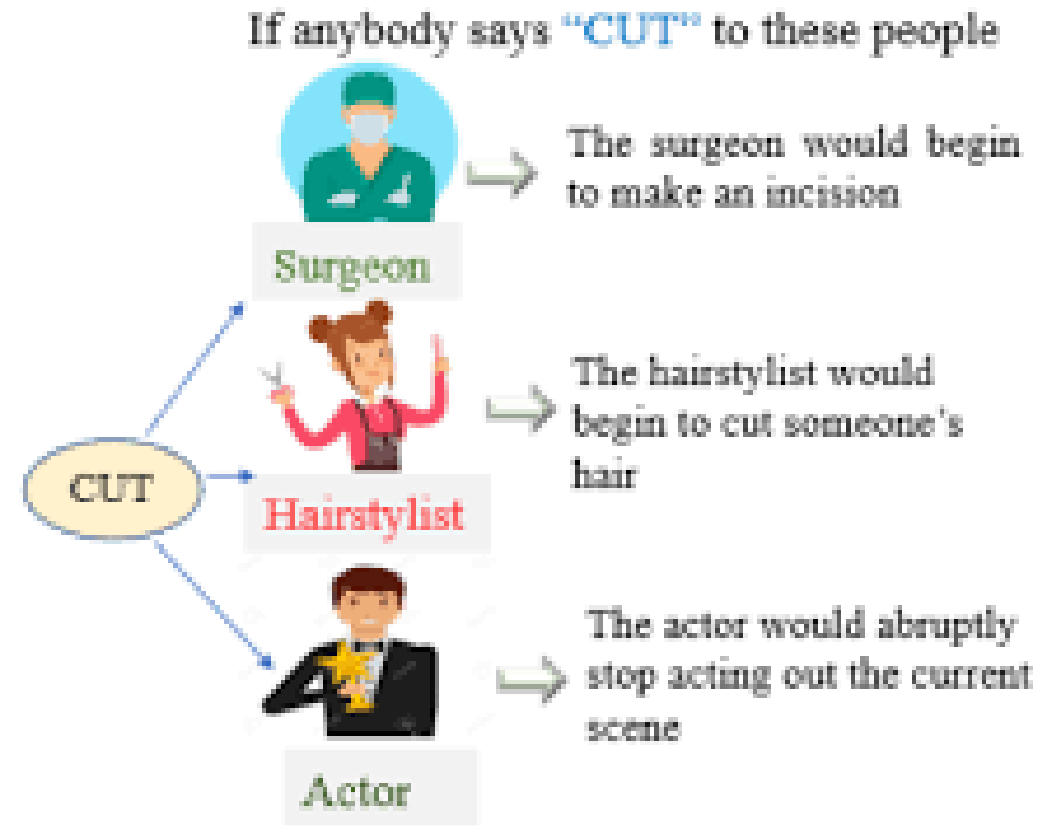 If anybody says “CUT” to these people
The surgeon would begin
to make an incision
Surgeon
The hairstylist would
begin to cut someone's
hair
CUT
Hairstylist
The actor would abruptly
stop acting out the current
scene
Actor